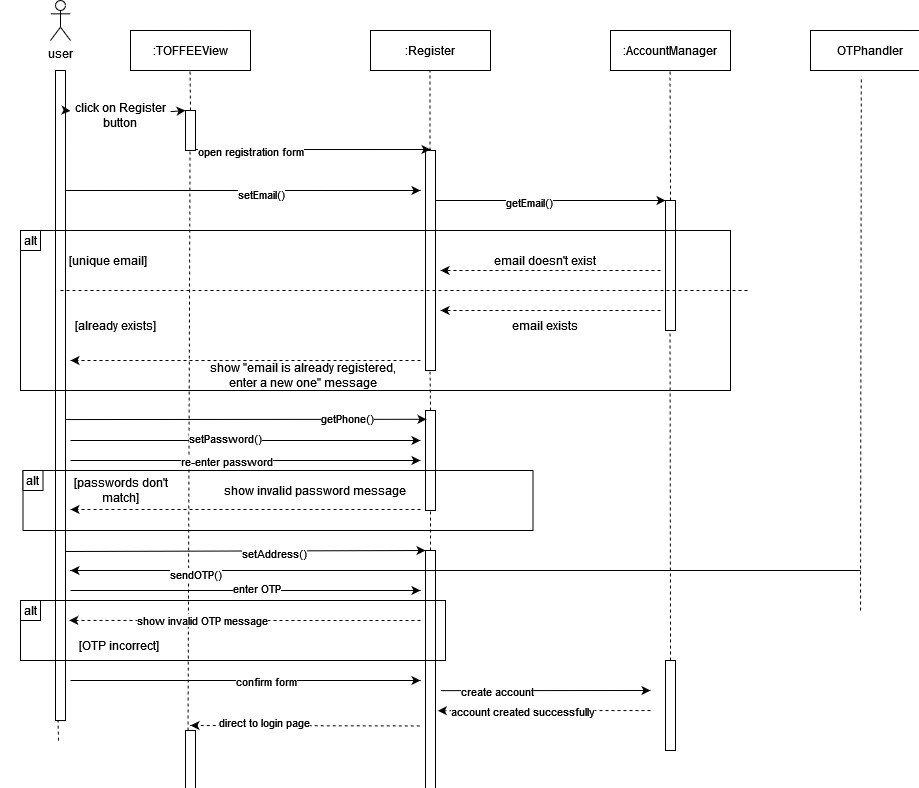 user
:TOFFEEView
:Register
:AccountManager
OTPhandler
click on Register
button
open registration form
setEmail()
getEmail()
alt
[unique email]
email doesn't exist
[already exists]
email exists
show "email is already registered,
enter a new one" message
getPhone()
setPassword()
re-enter password
alt
[passwords don't
match]
show invalid password message
setAddress()
sendOTP()
enter OTP
alt
show invalid OTP message
[OTP incorrect]
confirm form
create account
account created successfully
direct to login page